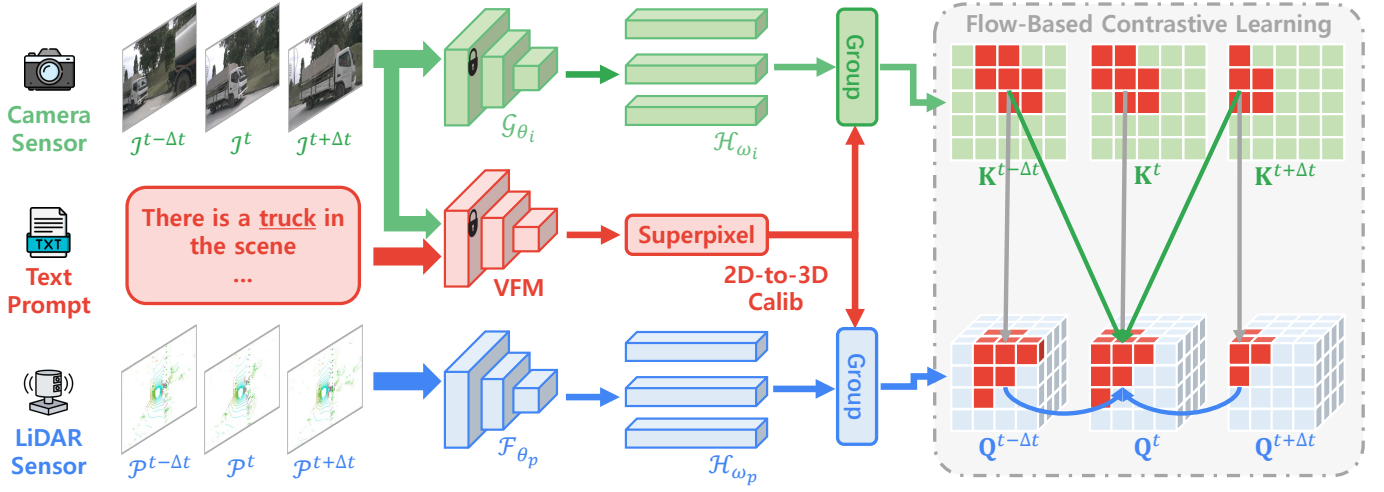 Camera
Sensor
𝓘^{t−Δt}
𝓘^{t}
𝓘^{t+Δt}
𝒢_{θ_i}
ℋ_{ω_i}
Group
Text
Prompt
TXT
There is a truck in
the scene
...
VFM
Superpixel
2D-to-3D
Calib
LiDAR
Sensor
𝒫^{t−Δt}
𝒫^{t}
𝒫^{t+Δt}
ℱ_{θ_p}
ℋ_{ω_p}
Group
Flow-Based Contrastive Learning
K^{t−Δt}
K^{t}
K^{t+Δt}
Q^{t−Δt}
Q^{t}
Q^{t+Δt}